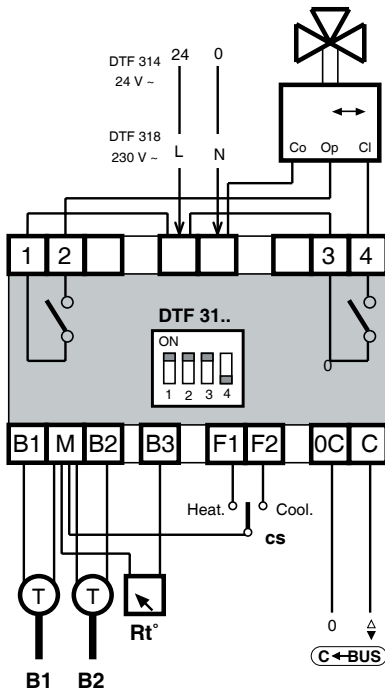 DTF 314 24 0
24 V ~
DTF 318
230 V ~ L N
Co Op Cl
1 2 3 4
DTF 31..
ON
0
1 2 3 4
B1 M B2 B3 F1 F2 0C C
Heat. Cool.
cs
T T
Rt°
0
B1 B2
C BUS